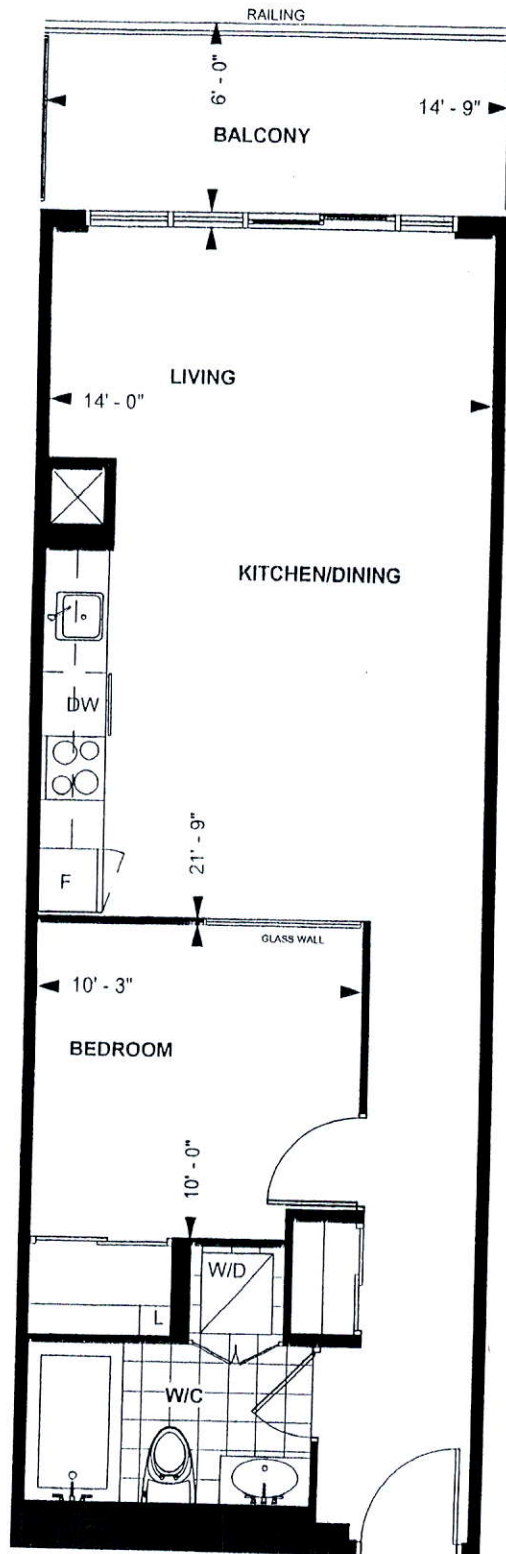 RAILING
6' - 0"
14' - 9"
BALCONY
LIVING
14' - 0"
KITCHEN/DINING
DW
21' - 9"
F
GLASS WALL
10' - 3"
BEDROOM
10' - 0"
W/D
L
W/C